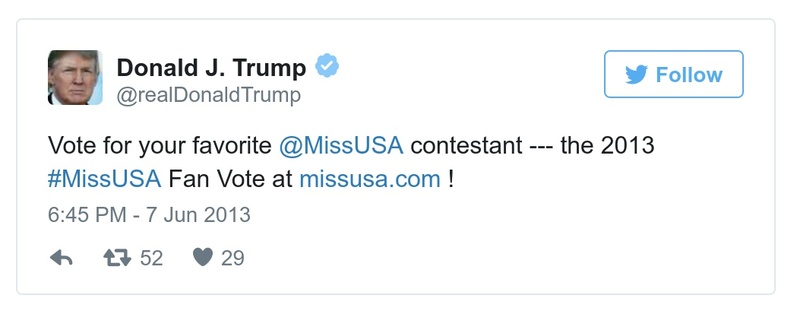 Donald J. Trump
@realDonaldTrump
Follow
Vote for your favorite @MissUSA contestant --- the 2013
#MissUSA Fan Vote at missusa.com !
6:45 PM - 7 Jun 2013
52 29